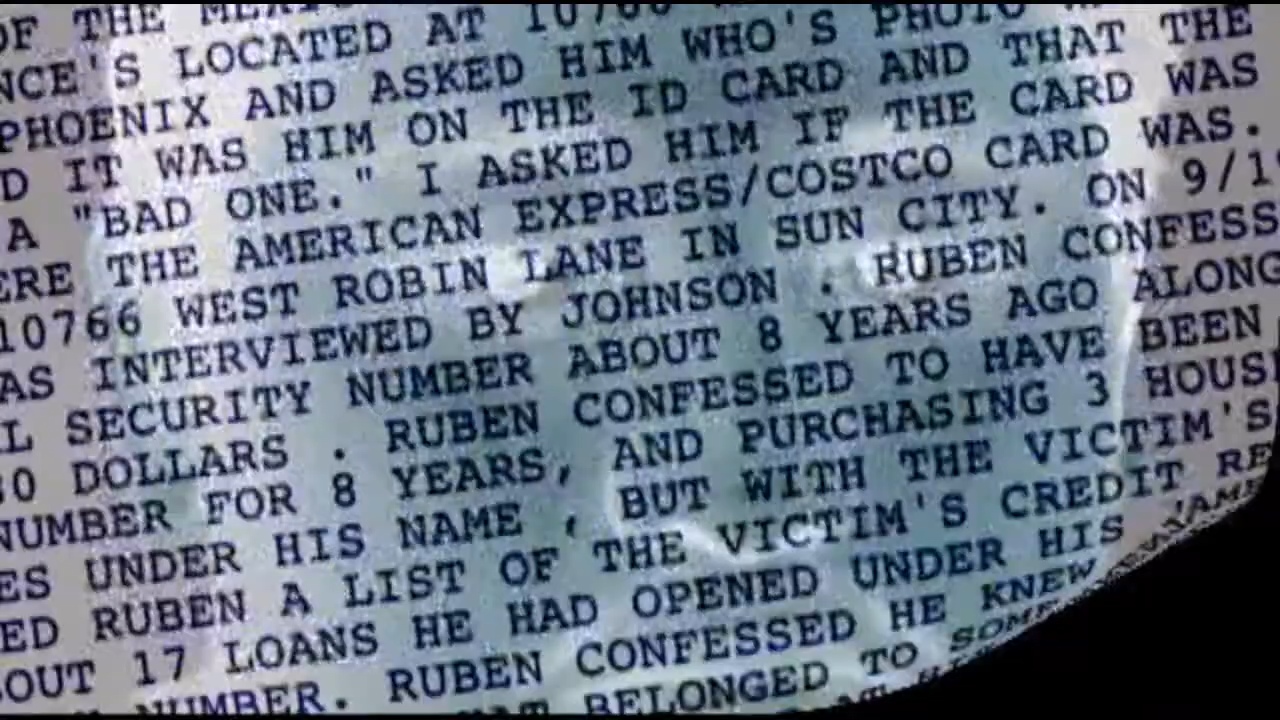 OF THE
NCE'S LOCATED AT 10766
PHOENIX AND ASKED HIM WHO'S PHOTO
D IT WAS HIM ON THE ID CARD AND THAT THE
A "BAD ONE." I ASKED HIM IF THE CARD WAS
ERE THE AMERICAN EXPRESS/COSTCO CARD WAS.
10766 WEST ROBIN LANE IN SUN CITY. ON 9/1
AS INTERVIEWED BY JOHNSON . RUBEN CONFESS
L SECURITY NUMBER ABOUT 8 YEARS AGO ALONG
30 DOLLARS . RUBEN CONFESSED TO HAVE BEEN
NUMBER FOR 8 YEARS, AND PURCHASING 3 HOUS
ES UNDER HIS NAME , BUT WITH THE VICTIM'S
ED RUBEN A LIST OF THE VICTIM'S CREDIT RE
OUT 17 LOANS HE HAD OPENED UNDER HIS
NUMBER. RUBEN CONFESSED HE KNEW
BELONGED TO